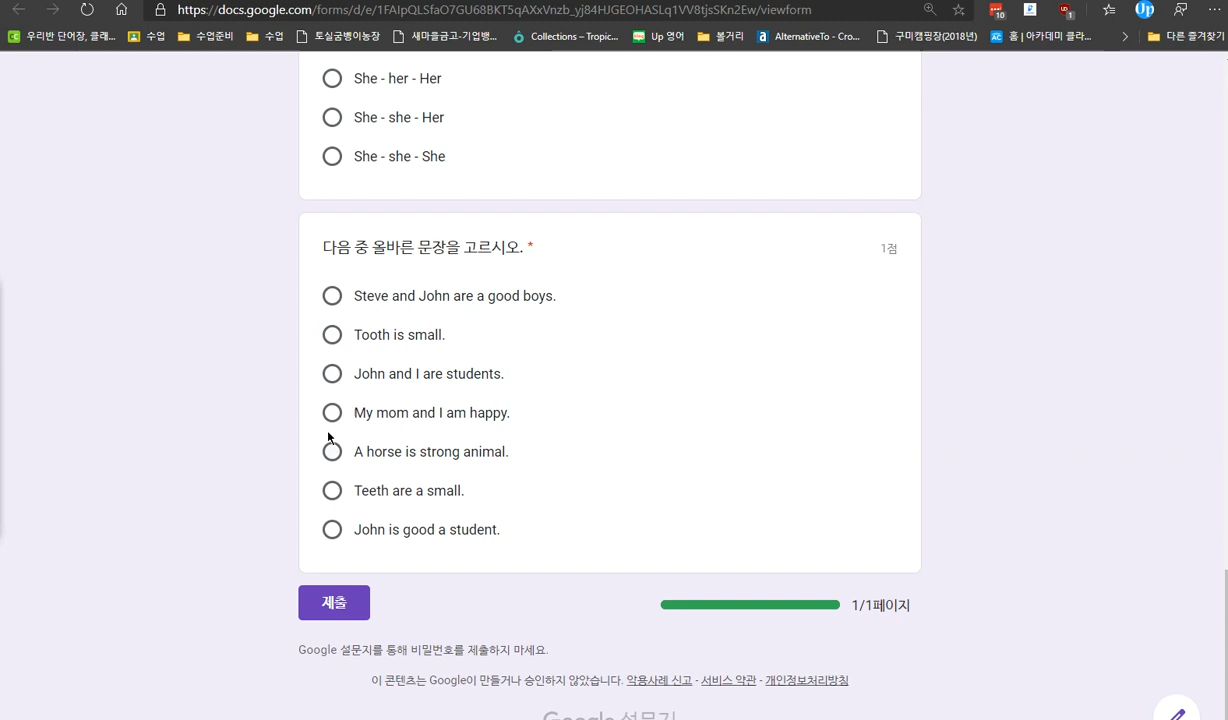 https://docs.google.com/forms/d/e/1FAIpQLSfaO7GU68BKT5qAXxVnzb_yj84HJGEOHASLq1VV8tjsSKn2Ew/viewform
10
1
Up
우리반 단어장, 클래...
수업
수업준비
수업
토실굼벵이농장
새마을금고-기업뱅...
Collections – Tropic...
Up 영어
볼거리
AlternativeTo - Cro...
구미캠핑장(2018년)
홈 | 아카데미 클라...
다른 즐겨찾기
She - her - Her
She - she - Her
She - she - She
다음 중 올바른 문장을 고르시오. *
1점
Steve and John are a good boys.
Tooth is small.
John and I are students.
My mom and I am happy.
A horse is strong animal.
Teeth are a small.
John is good a student.
제출
1/1페이지
Google 설문지를 통해 비밀번호를 제출하지 마세요.
이 콘텐츠는 Google이 만들거나 승인하지 않았습니다. 악용사례 신고 - 서비스 약관 - 개인정보처리방침
Google 설문지